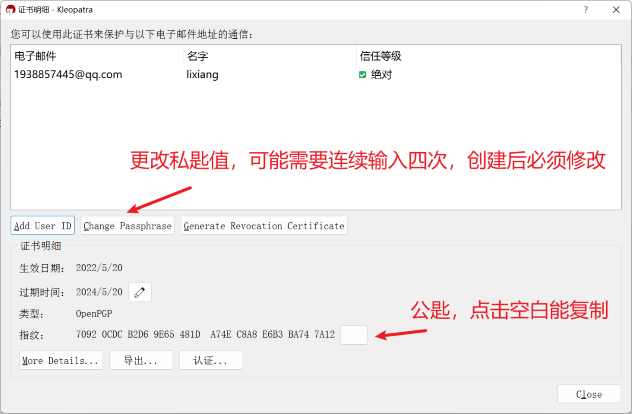 证书明细 - Kleopatra
您可以使用此证书来保护与以下电子邮件地址的通信：
电子邮件 名字 信任等级
1938857445@qq.com lixiang 绝对
更改私匙值，可能需要连续输入四次，创建后必须修改
Add User ID Change Passphrase Generate Revocation Certificate
证书明细
生效日期： 2022/5/20
过期时间： 2024/5/20
类型： OpenPGP
公匙，点击空白能复制
指纹： 7092 0CDC B2D6 9E65 481D A74E C8A8 E6B3 BA74 7A12
More Details... 导出... 认证...
Close